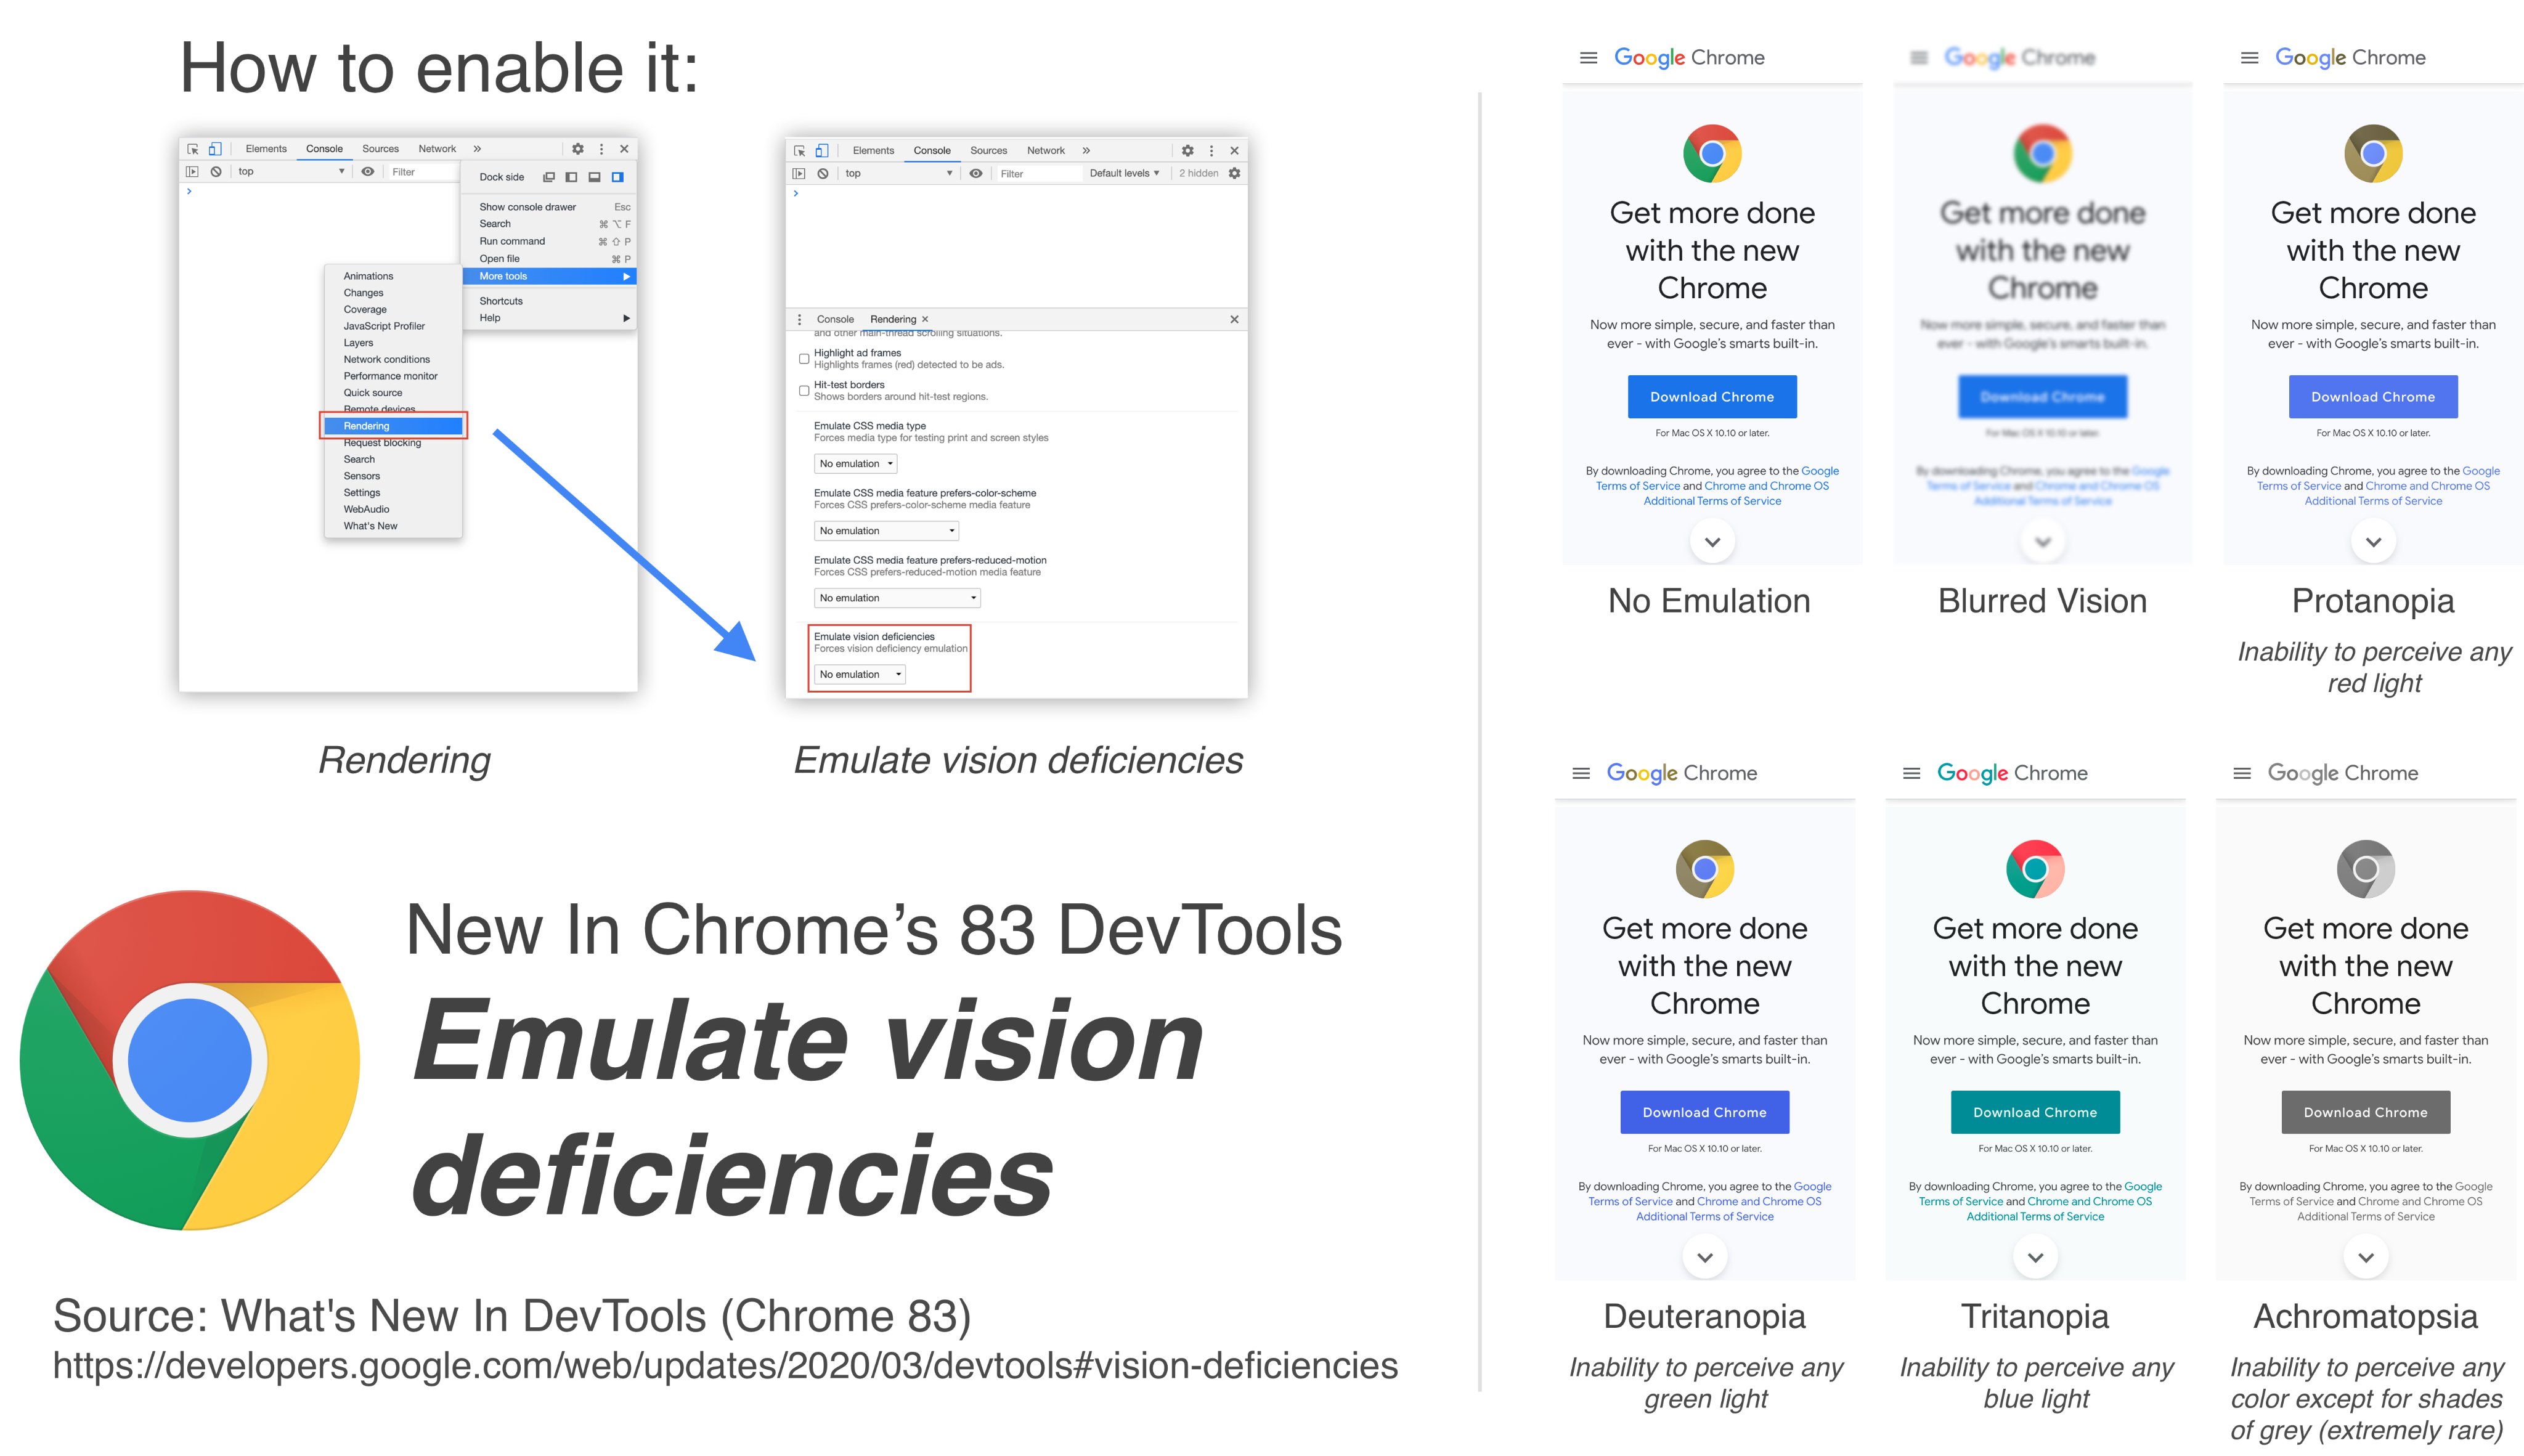 How to enable it:
Elements Console Sources Network »
top Filter
Dock side
Show console drawer Esc
Search ⌘ ⌥ F
Run command ⌘ ⇧ P
Open file ⌘ P
More tools
Shortcuts
Help
Animations
Changes
Coverage
JavaScript Profiler
Layers
Network conditions
Performance monitor
Quick source
Remote devices
Rendering
Request blocking
Search
Sensors
Settings
WebAudio
What's New
Rendering
Elements Console Sources Network »
top Filter Default levels 2 hidden
Console Rendering
and other main-thread scrolling situations.
Highlight ad frames
Highlights frames (red) detected to be ads.
Hit-test borders
Shows borders around hit-test regions.
Emulate CSS media type
Forces media type for testing print and screen styles
No emulation
Emulate CSS media feature prefers-color-scheme
Forces CSS prefers-color-scheme media feature
No emulation
Emulate CSS media feature prefers-reduced-motion
Forces CSS prefers-reduced-motion media feature
No emulation
Emulate vision deficiencies
Forces vision deficiency emulation
No emulation
Emulate vision deficiencies
New In Chrome’s 83 DevTools
Emulate vision
deficiencies
Source: What's New In DevTools (Chrome 83)
https://developers.google.com/web/updates/2020/03/devtools#vision-deficiencies
Google Chrome
Get more done
with the new
Chrome
Now more simple, secure, and faster than
ever - with Google’s smarts built-in.
Download Chrome
For Mac OS X 10.10 or later.
By downloading Chrome, you agree to the Google
Terms of Service and Chrome and Chrome OS
Additional Terms of Service
No Emulation
Google Chrome
Get more done
with the new
Chrome
Now more simple, secure, and faster than
ever - with Google's smarts built-in.
Download Chrome
For Mac OS X 10.10 or later.
By downloading Chrome, you agree to the Google
Terms of Service and Chrome and Chrome OS
Additional Terms of Service
Blurred Vision
Google Chrome
Get more done
with the new
Chrome
Now more simple, secure, and faster than
ever - with Google’s smarts built-in.
Download Chrome
For Mac OS X 10.10 or later.
By downloading Chrome, you agree to the Google
Terms of Service and Chrome and Chrome OS
Additional Terms of Service
Protanopia
Inability to perceive any
red light
Google Chrome
Get more done
with the new
Chrome
Now more simple, secure, and faster than
ever - with Google’s smarts built-in.
Download Chrome
For Mac OS X 10.10 or later.
By downloading Chrome, you agree to the Google
Terms of Service and Chrome and Chrome OS
Additional Terms of Service
Deuteranopia
Inability to perceive any
green light
Google Chrome
Get more done
with the new
Chrome
Now more simple, secure, and faster than
ever - with Google’s smarts built-in.
Download Chrome
For Mac OS X 10.10 or later.
By downloading Chrome, you agree to the Google
Terms of Service and Chrome and Chrome OS
Additional Terms of Service
Tritanopia
Inability to perceive any
blue light
Google Chrome
Get more done
with the new
Chrome
Now more simple, secure, and faster than
ever - with Google’s smarts built-in.
Download Chrome
For Mac OS X 10.10 or later.
By downloading Chrome, you agree to the Google
Terms of Service and Chrome and Chrome OS
Additional Terms of Service
Achromatopsia
Inability to perceive any
color except for shades
of grey (extremely rare)